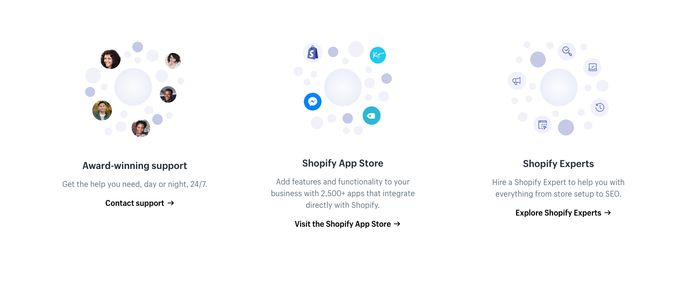 Award-winning support
Get the help you need, day or night, 24/7.
Contact support →
Shopify App Store
Add features and functionality to your
business with 2,500+ apps that integrate
directly with Shopify.
Visit the Shopify App Store →
Shopify Experts
Hire a Shopify Expert to help you with
everything from store setup to SEO.
Explore Shopify Experts →